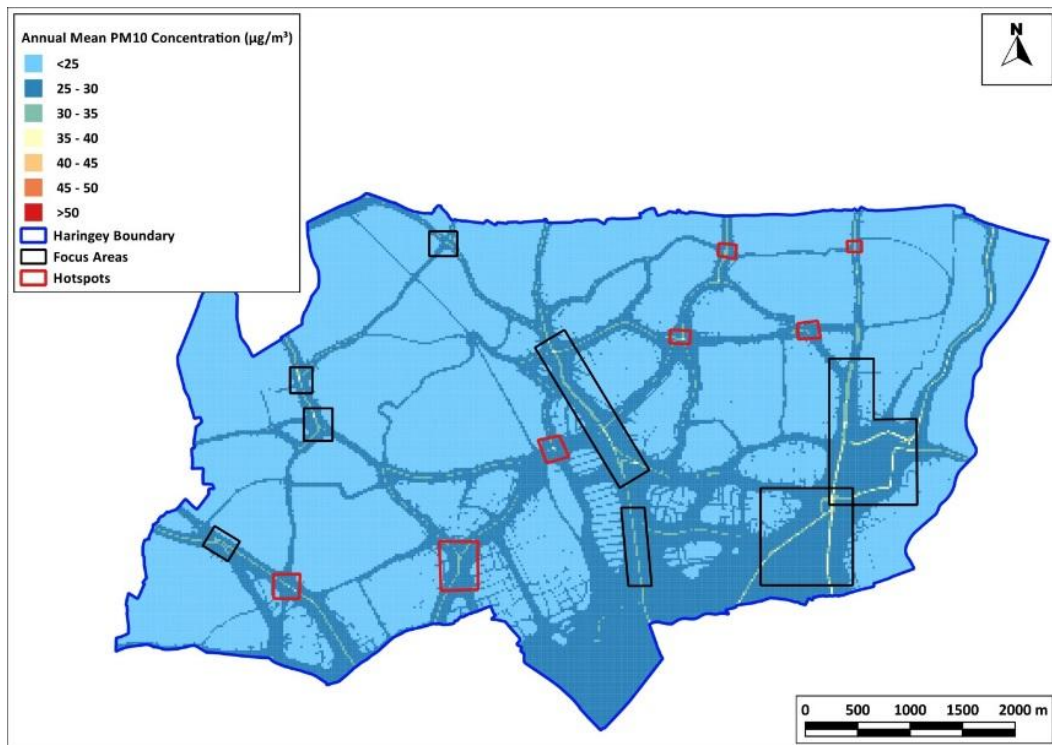 Annual Mean PM10 Concentration (µg/m³)
<25
25 - 30
30 - 35
35 - 40
40 - 45
45 - 50
>50
Haringey Boundary
Focus Areas
Hotspots
N
0 500 1000 1500 2000 m